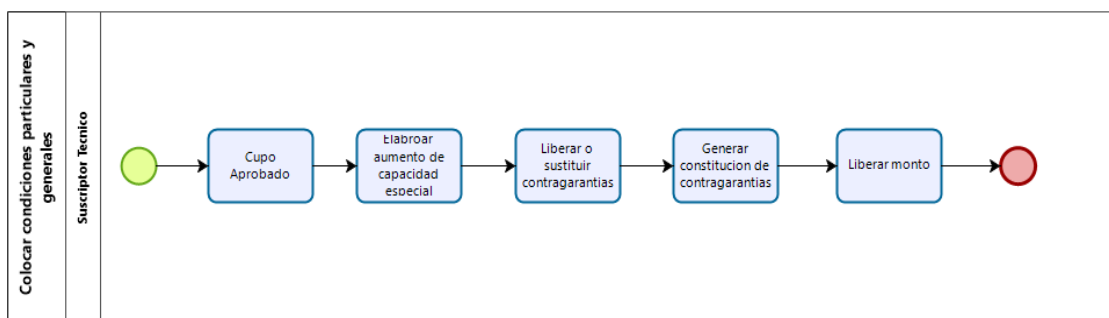 Colocar condiciones particulares y
generales
Suscriptor Tecnico
Cupo
Aprobado
Elabroar
aumento de
capacidad
especial
Liberar o
sustituir
contragarantias
Generar
constitucion de
contragarantias
Liberar monto